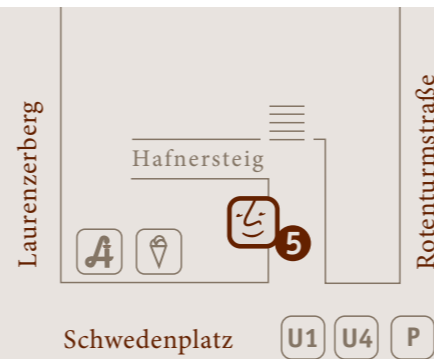 Laurenzerberg
Hafnersteig
Rotenturmstraße
5
Schwedenplatz
U1 U4 P